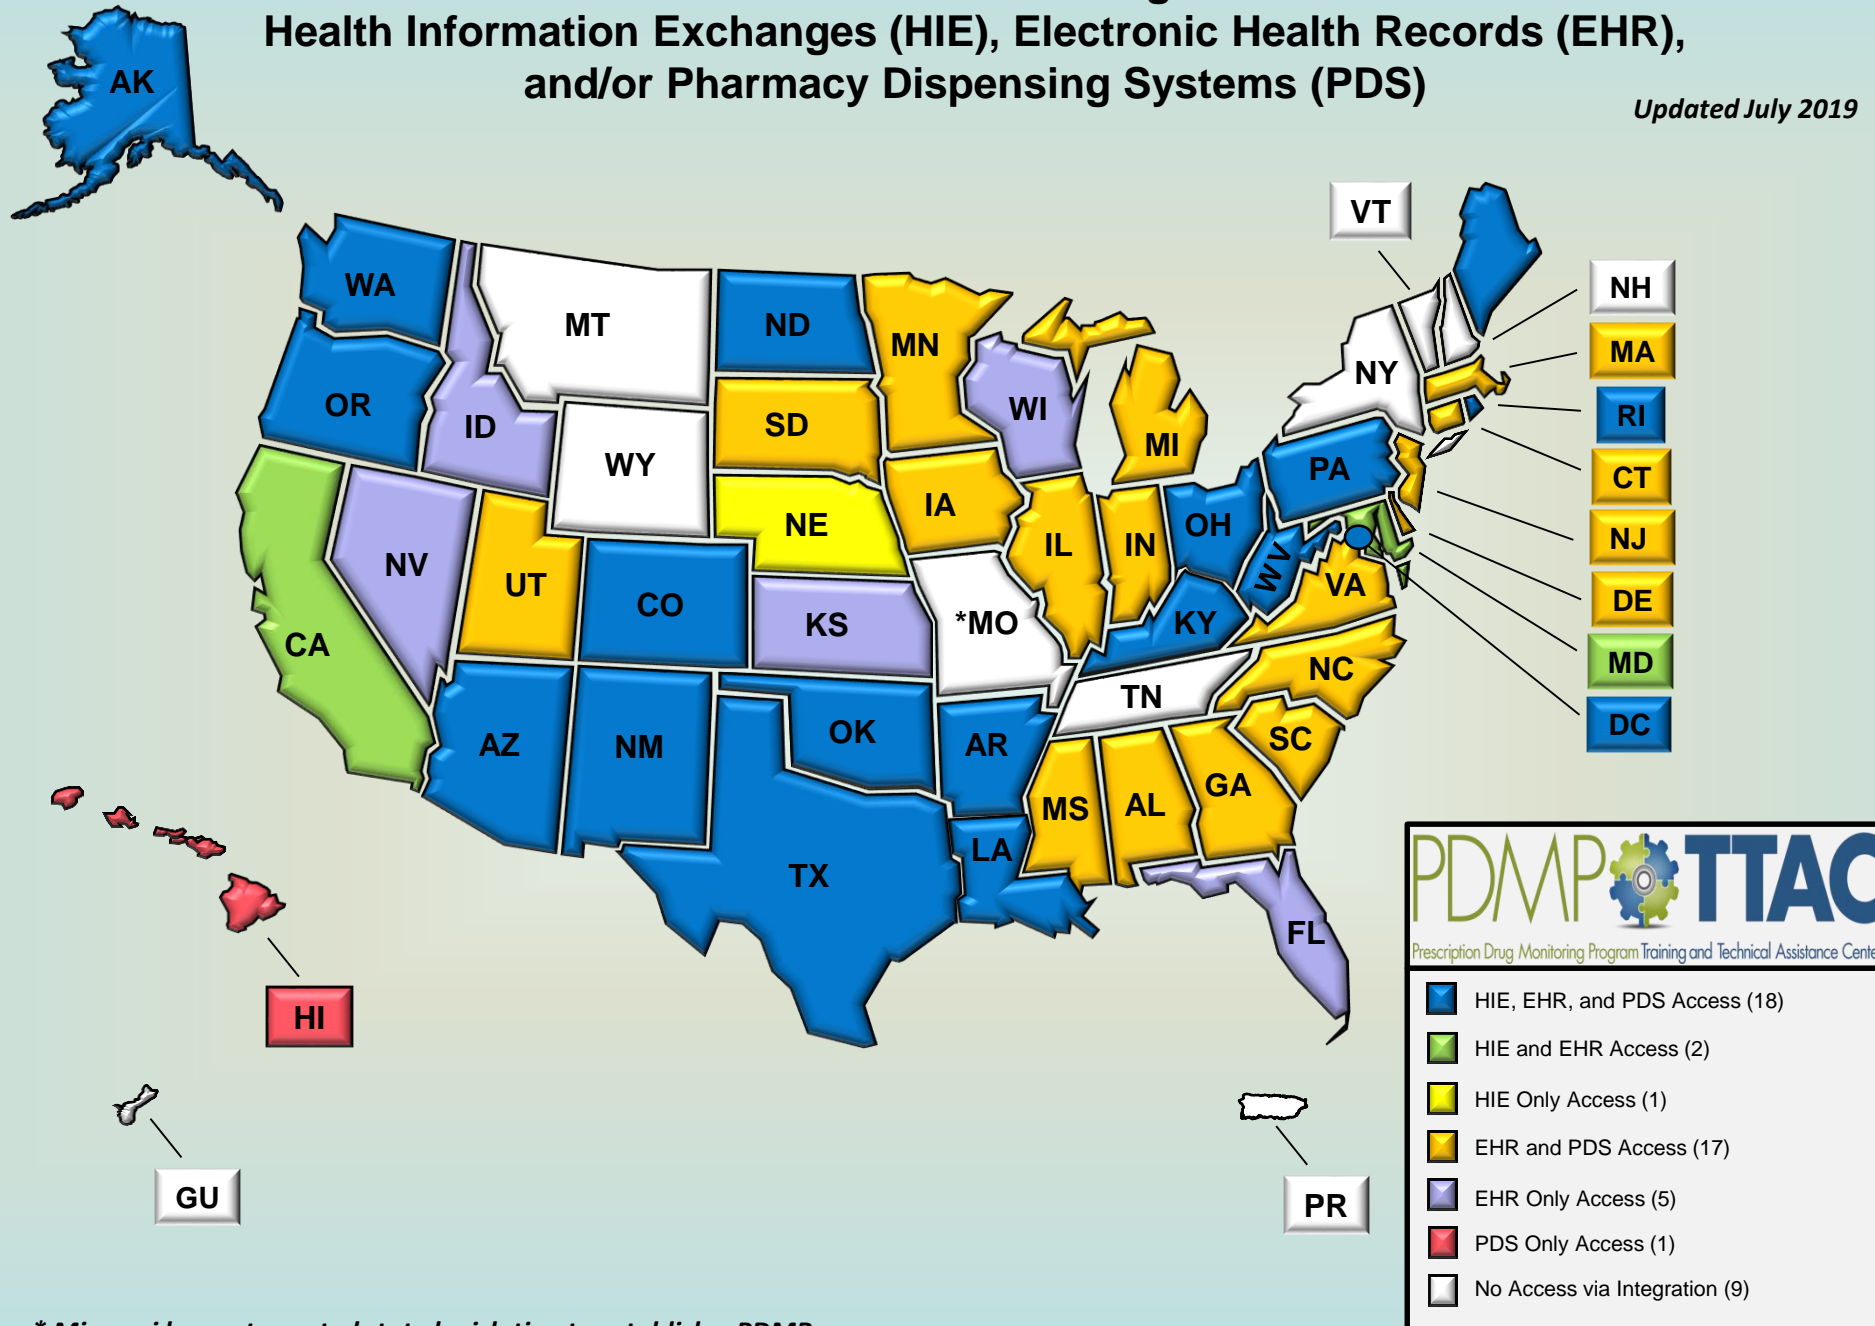 Health Information Exchanges (HIE), Electronic Health Records (EHR),
and/or Pharmacy Dispensing Systems (PDS)
Updated July 2019
AK
VT
WA
MT
ND
MN
NH
MA
OR
ID
SD
WI
MI
NY
RI
WY
PA
CT
NE
IA
NV
UT
CO
IL
IN
OH
WV
VA
NJ
DE
CA
KS
*MO
KY
MD
NC
TN
DC
AZ
NM
OK
AR
SC
MS
AL
GA
TX
LA
FL
HI
GU
PR
PDMP TTAC
Prescription Drug Monitoring Program Training and Technical Assistance Cente
HIE, EHR, and PDS Access (18)
HIE and EHR Access (2)
HIE Only Access (1)
EHR and PDS Access (17)
EHR Only Access (5)
PDS Only Access (1)
No Access via Integration (9)